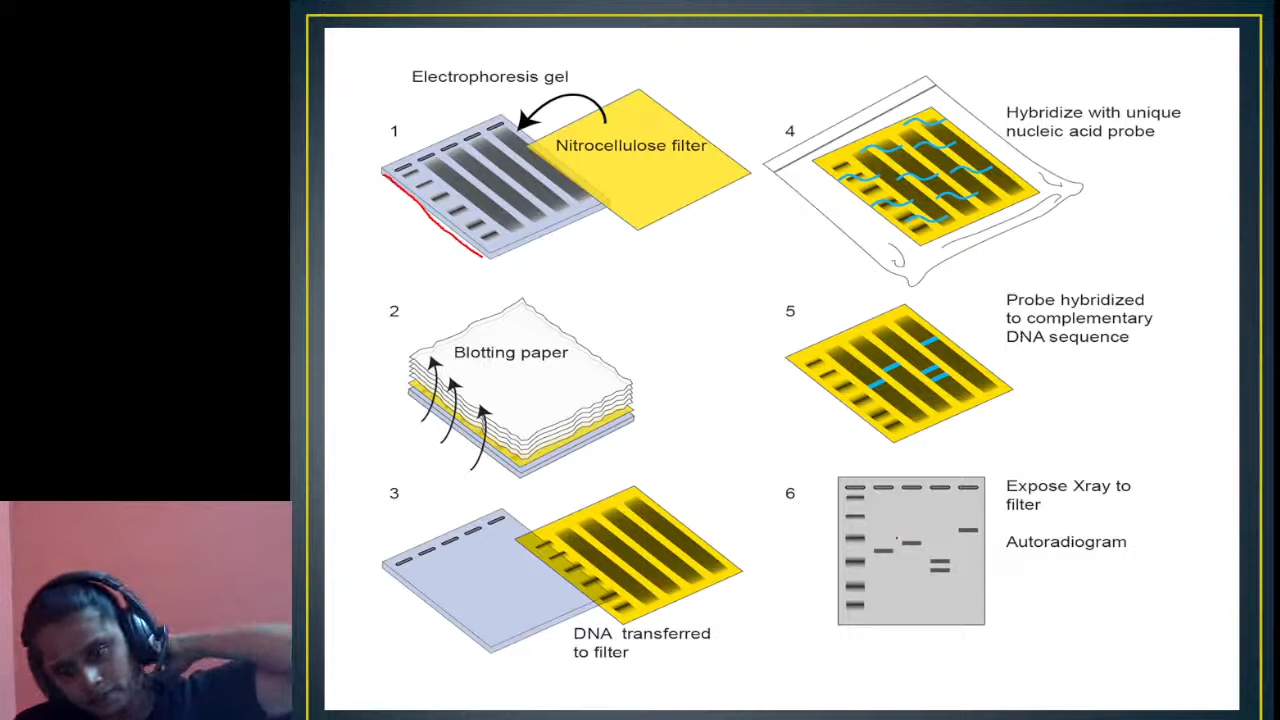 Electrophoresis gel
1
Nitrocellulose filter
2
Blotting paper
3
DNA transferred
to filter
4
Hybridize with unique
nucleic acid probe
5
Probe hybridized
to complementary
DNA sequence
6
Expose Xray to
filter
Autoradiogram